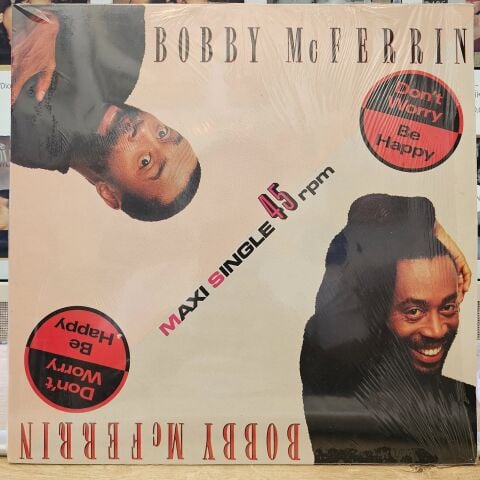 BOBBY McFERRIN
Don't
Worry
Be
Happy
MAXI SINGLE 45 rpm
Don't
Worry
Be
Happy
BOBBY McFERRIN